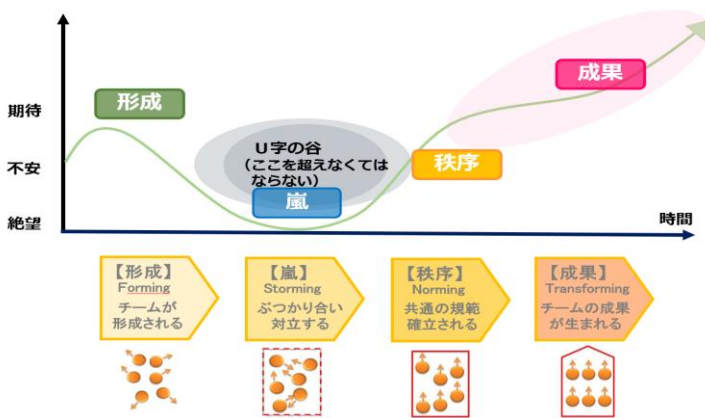 形成
成果
期待
U字の谷
（ここを超えなくては
ならない）
不安
秩序
嵐
絶望
時間
【形成】
Forming
チームが
形成される
【嵐】
Storming
ぶつかり合い
対立する
【秩序】
Norming
共通の規範
確立される
【成果】
Transforming
チームの成果
が生まれる